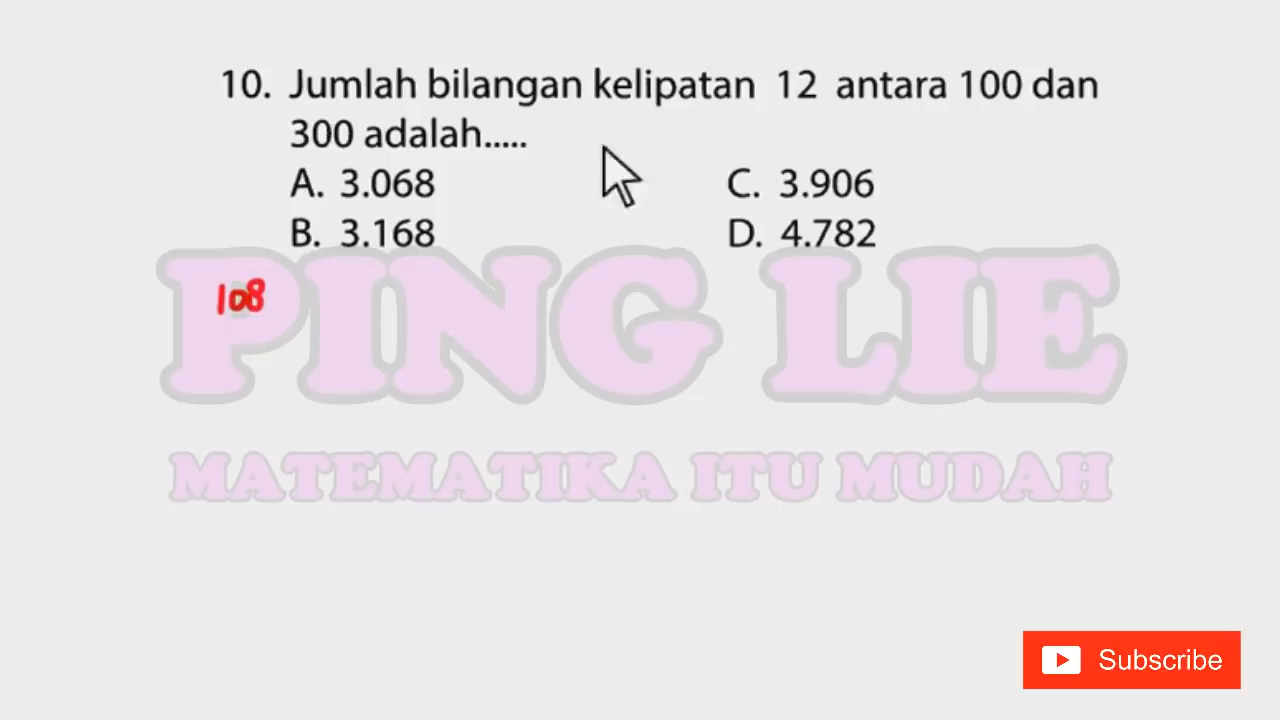 10. Jumlah bilangan kelipatan 12 antara 100 dan
300 adalah.....
A. 3.068 C. 3.906
B. 3.168 D. 4.782
108
PING LIE
MATEMATIKA ITU MUDAH
Subscribe